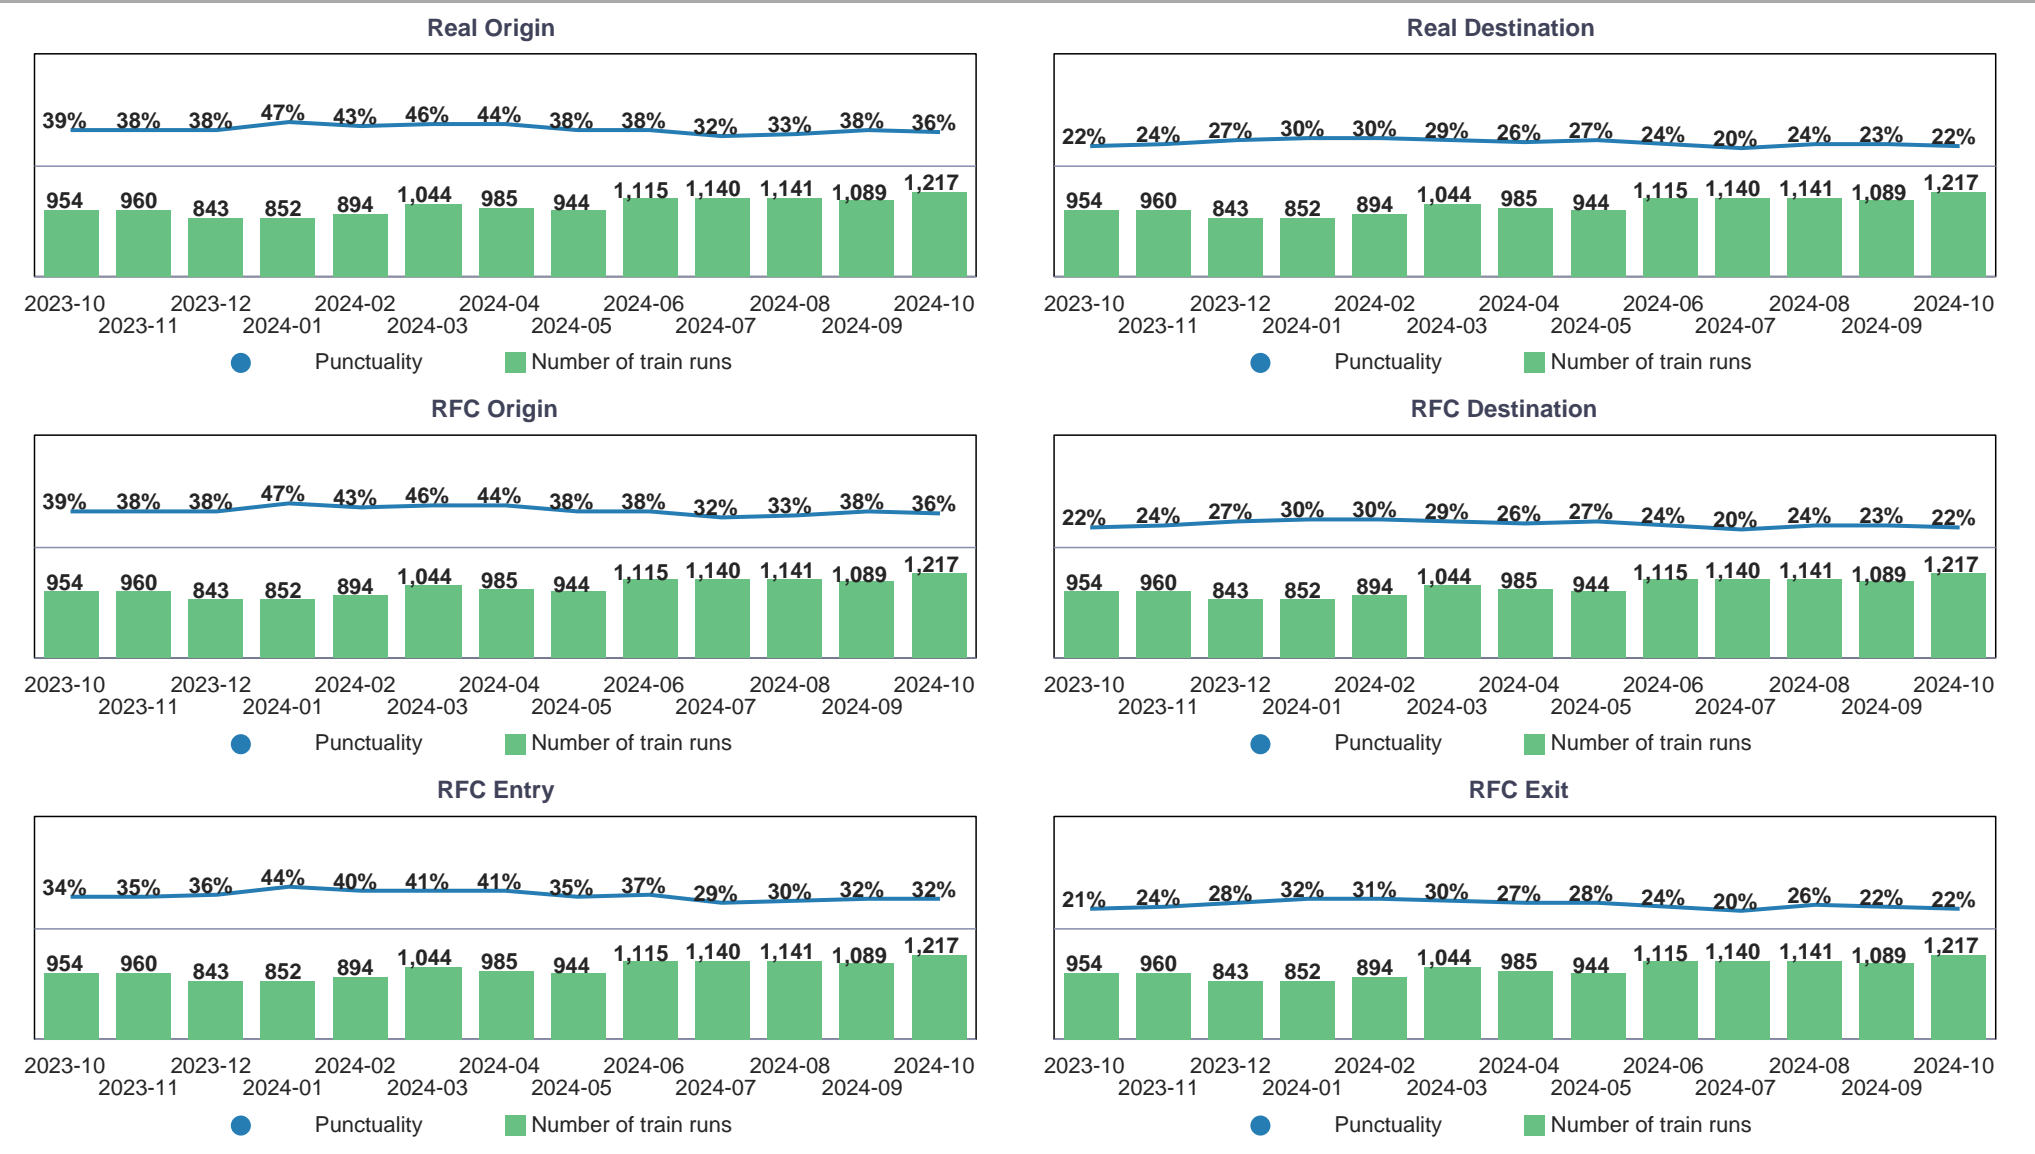 Real Origin
39% 38% 38% 47% 43% 46% 44% 38% 38% 32% 33% 38% 36%
954 960 843 852 894 1,044 985 944 1,115 1,140 1,141 1,089 1,217
2023-10 2023-12 2024-02 2024-04 2024-06 2024-08 2024-10
2023-11 2024-01 2024-03 2024-05 2024-07 2024-09
Punctuality Number of train runs
Real Destination
22% 24% 27% 30% 30% 29% 26% 27% 24% 20% 24% 23% 22%
954 960 843 852 894 1,044 985 944 1,115 1,140 1,141 1,089 1,217
2023-10 2023-12 2024-02 2024-04 2024-06 2024-08 2024-10
2023-11 2024-01 2024-03 2024-05 2024-07 2024-09
Punctuality Number of train runs
RFC Origin
39% 38% 38% 47% 43% 46% 44% 38% 38% 32% 33% 38% 36%
954 960 843 852 894 1,044 985 944 1,115 1,140 1,141 1,089 1,217
2023-10 2023-12 2024-02 2024-04 2024-06 2024-08 2024-10
2023-11 2024-01 2024-03 2024-05 2024-07 2024-09
Punctuality Number of train runs
RFC Destination
22% 24% 27% 30% 30% 29% 26% 27% 24% 20% 24% 23% 22%
954 960 843 852 894 1,044 985 944 1,115 1,140 1,141 1,089 1,217
2023-10 2023-12 2024-02 2024-04 2024-06 2024-08 2024-10
2023-11 2024-01 2024-03 2024-05 2024-07 2024-09
Punctuality Number of train runs
RFC Entry
34% 35% 36% 44% 40% 41% 41% 35% 37% 29% 30% 32% 32%
954 960 843 852 894 1,044 985 944 1,115 1,140 1,141 1,089 1,217
2023-10 2023-12 2024-02 2024-04 2024-06 2024-08 2024-10
2023-11 2024-01 2024-03 2024-05 2024-07 2024-09
Punctuality Number of train runs
RFC Exit
21% 24% 28% 32% 31% 30% 27% 28% 24% 20% 26% 22% 22%
954 960 843 852 894 1,044 985 944 1,115 1,140 1,141 1,089 1,217
2023-10 2023-12 2024-02 2024-04 2024-06 2024-08 2024-10
2023-11 2024-01 2024-03 2024-05 2024-07 2024-09
Punctuality Number of train runs